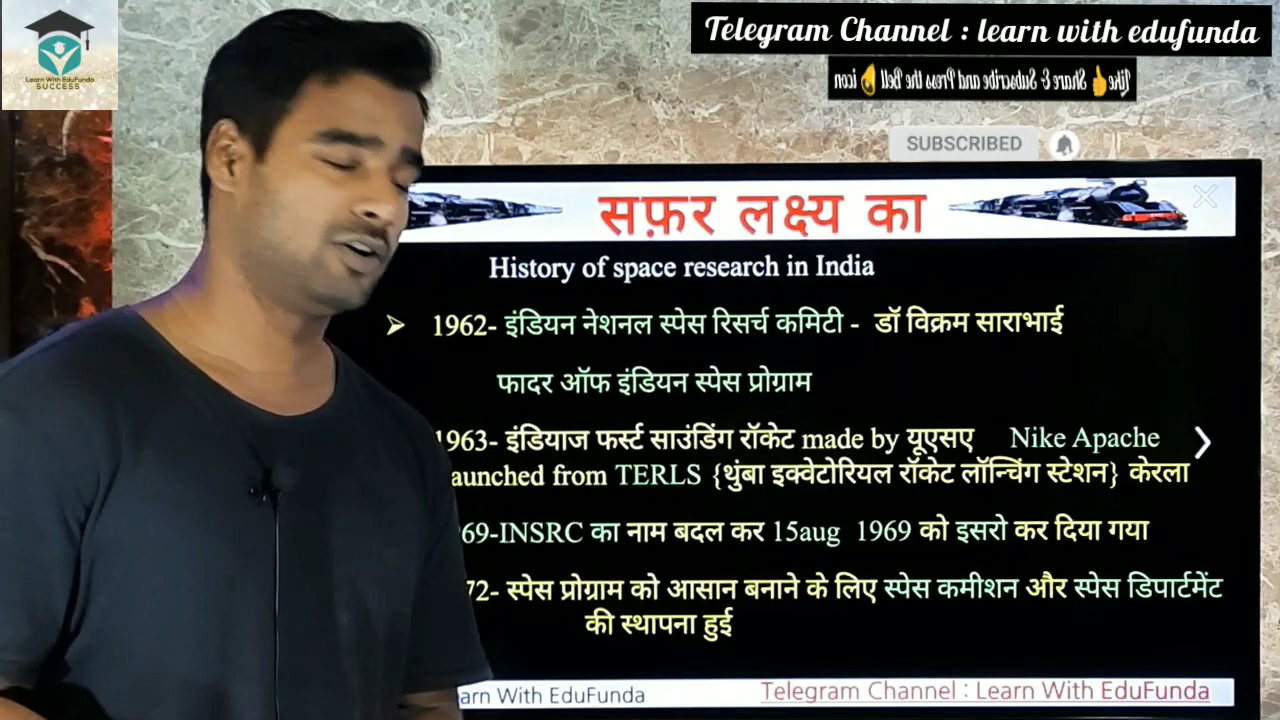 Learn With EduFunda
SUCCESS
Telegram Channel : learn with edufunda
Like 👍 Share & Subscribe and Press the Bell 👌 icon
SUBSCRIBED
सफ़र लक्ष्य का
History of space research in India
➢ 1962- इंडियन नेशनल स्पेस रिसर्च कमिटी - डॉ विक्रम साराभाई
फादर ऑफ इंडियन स्पेस प्रोग्राम
1963- इंडियाज फर्स्ट साउंडिंग रॉकेट made by यूएसए Nike Apache
aunched from TERLS {थुंबा इक्वेटोरियल रॉकेट लॉन्चिंग स्टेशन} केरला
69-INSRC का नाम बदल कर 15aug 1969 को इसरो कर दिया गया
72- स्पेस प्रोग्राम को आसान बनाने के लिए स्पेस कमीशन और स्पेस डिपार्टमेंट
की स्थापना हुई
arn With EduFunda
Telegram Channel : Learn With EduFunda